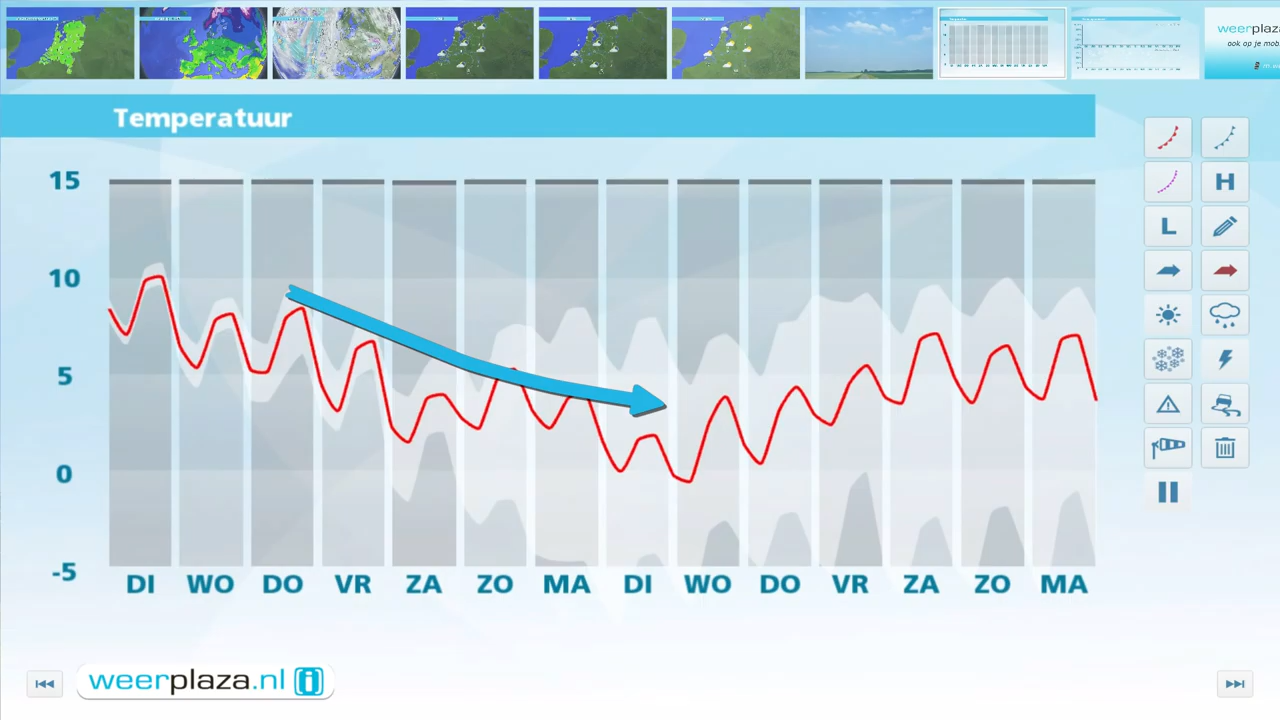 weerplaza
ook op je mobi
Temperatuur
15
10
5
0
-5
DI WO DO VR ZA ZO MA DI WO DO VR ZA ZO MA
H
L
weerplaza.nl